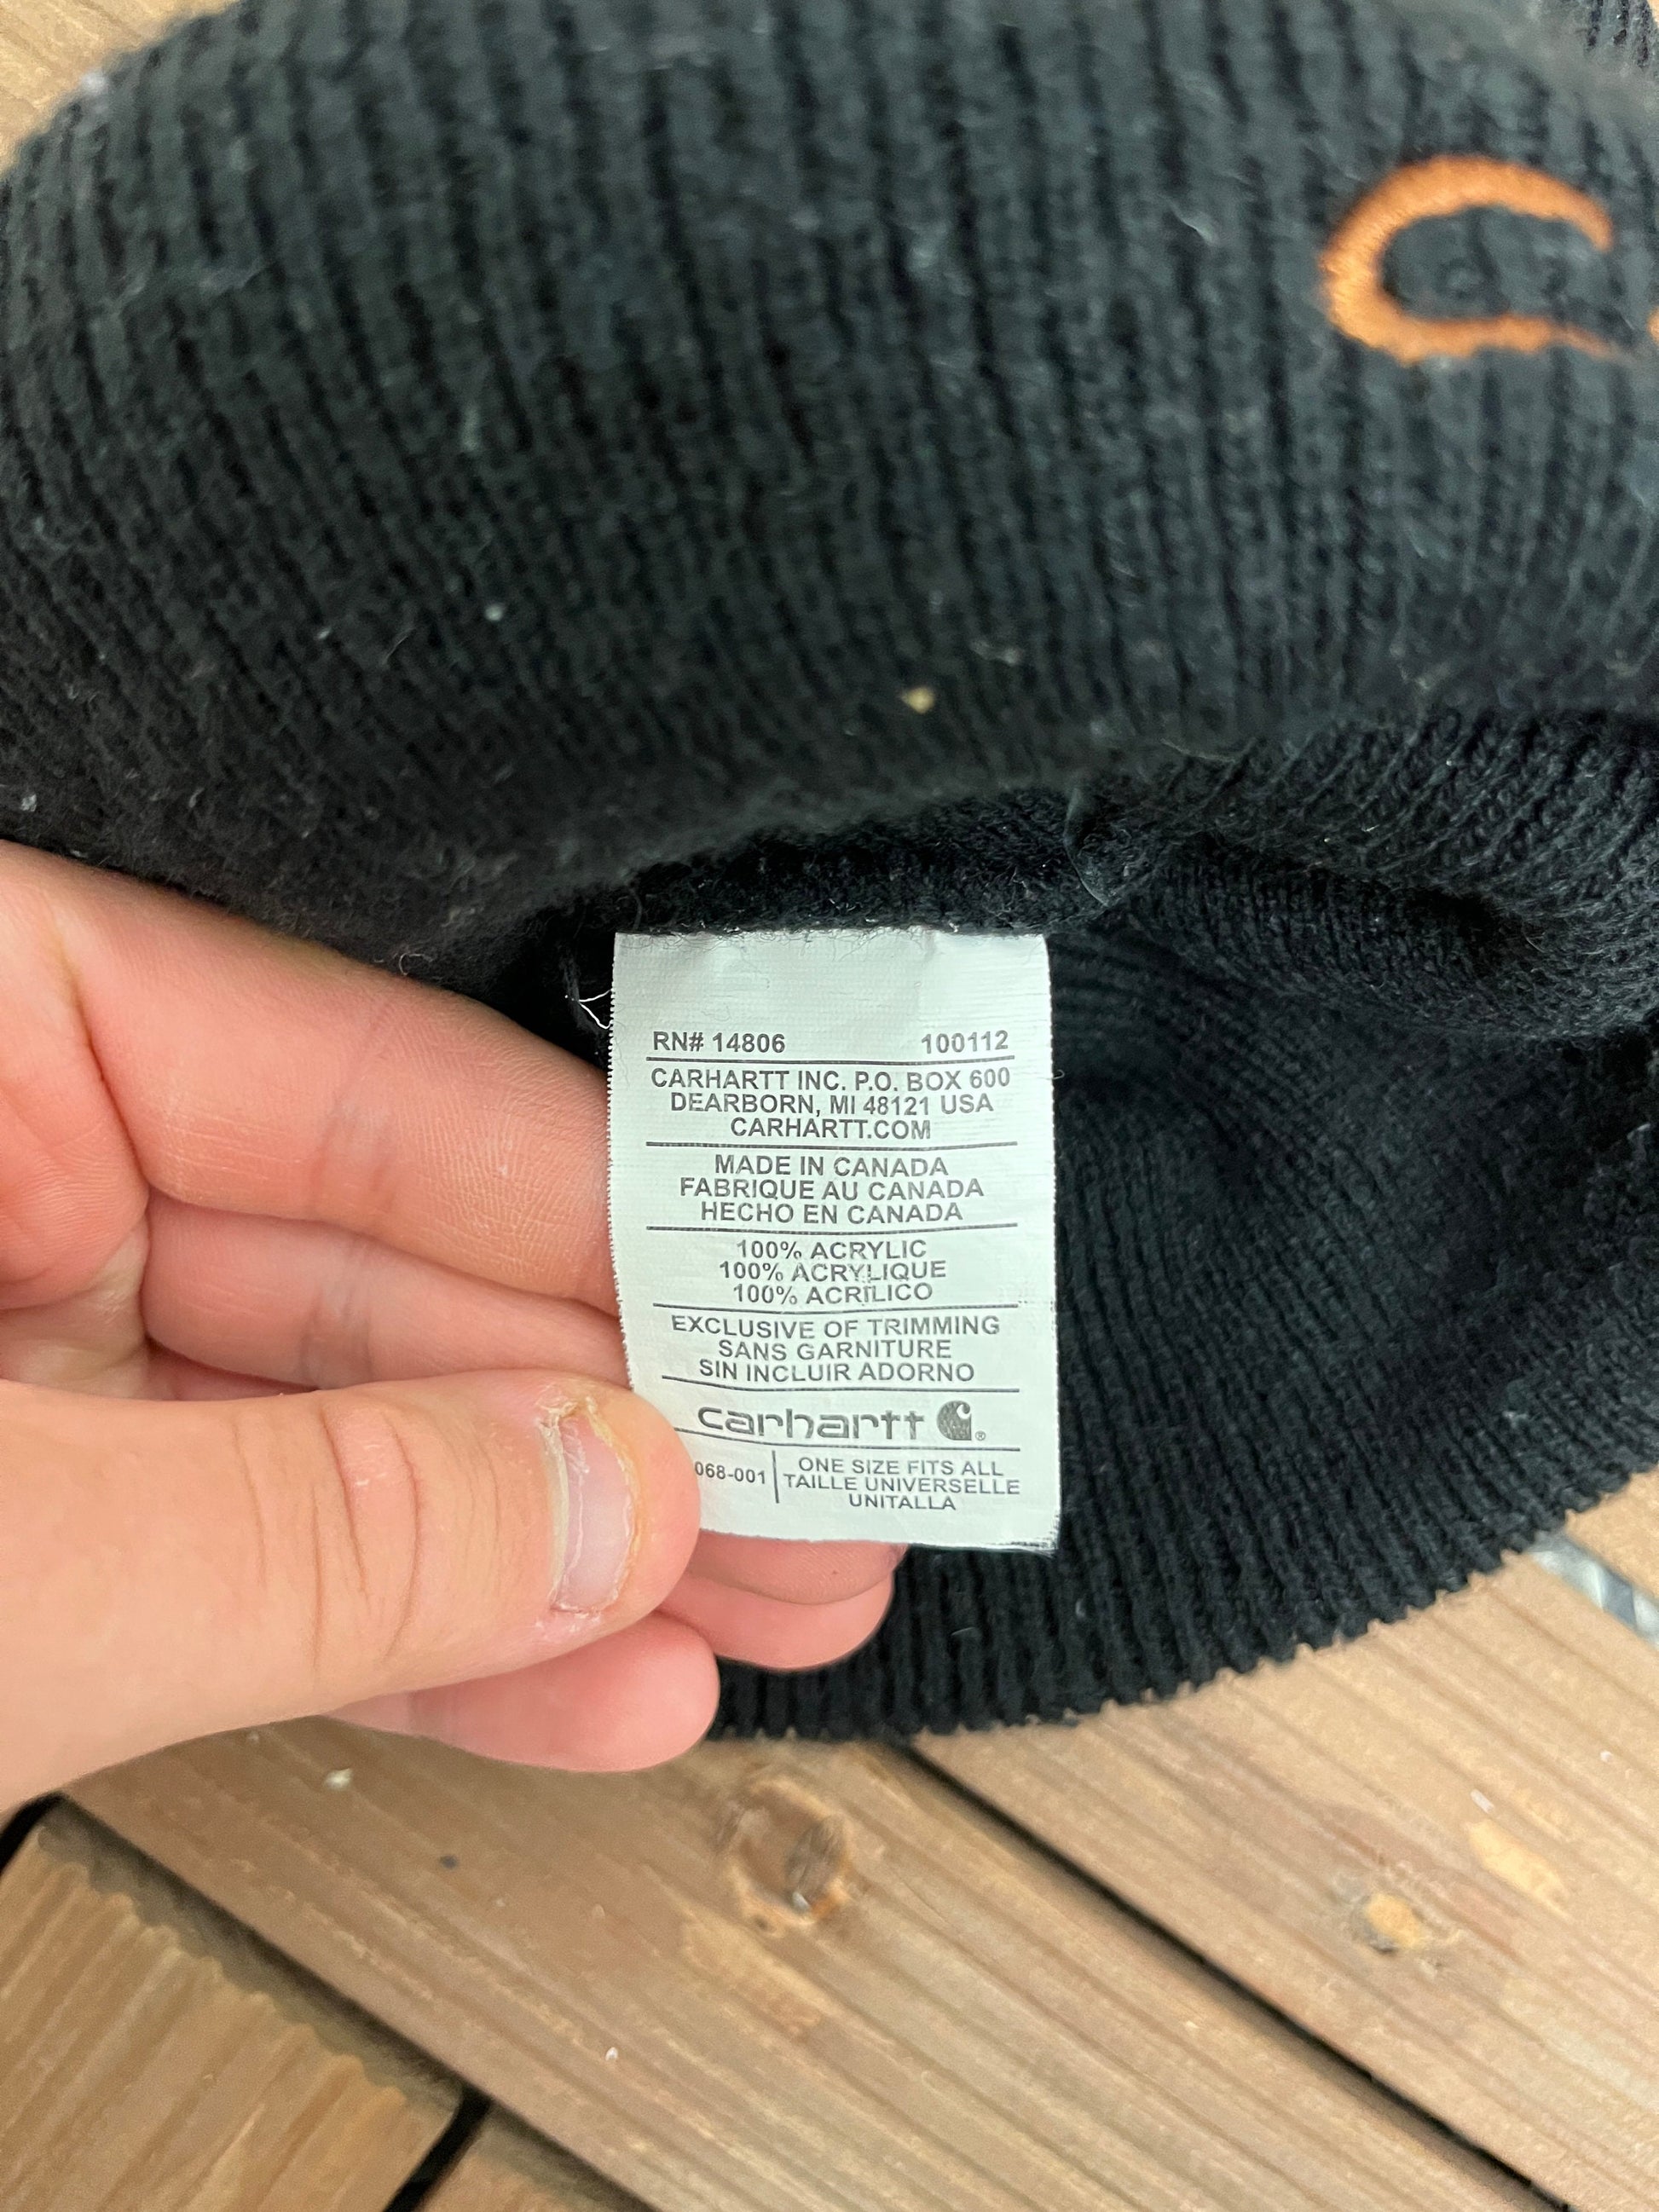 RN# 14806 100112
CARHARTT INC. P.O. BOX 600
DEARBORN, MI 48121 USA
CARHARTT.COM
MADE IN CANADA
FABRIQUE AU CANADA
HECHO EN CANADA
100% ACRYLIC
100% ACRYLIQUE
100% ACRÍLICO
EXCLUSIVE OF TRIMMING
SANS GARNITURE
SIN INCLUIR ADORNO
carhartt ®
068-001
ONE SIZE FITS ALL
TAILLE UNIVERSELLE
UNITALLA